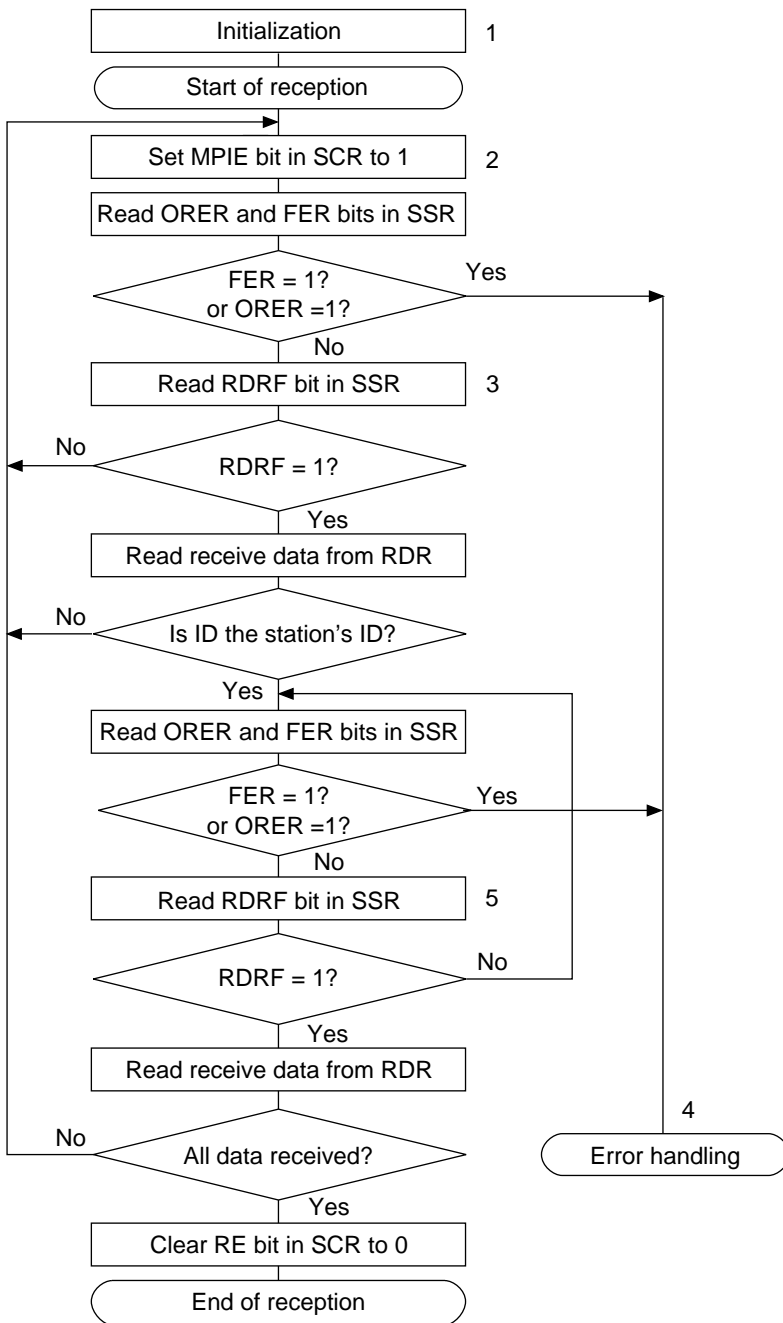 Initialization
1
Start of reception
Set MPIE bit in SCR to 1
2
Read ORER and FER bits in SSR
FER = 1?
or ORER =1?
Yes
No
Read RDRF bit in SSR
3
No
RDRF = 1?
Yes
Read receive data from RDR
No
Is ID the station's ID?
Yes
Read ORER and FER bits in SSR
FER = 1?
or ORER =1?
Yes
No
Read RDRF bit in SSR
5
RDRF = 1?
No
Yes
Read receive data from RDR
4
No
All data received?
Error handling
Yes
Clear RE bit in SCR to 0
End of reception